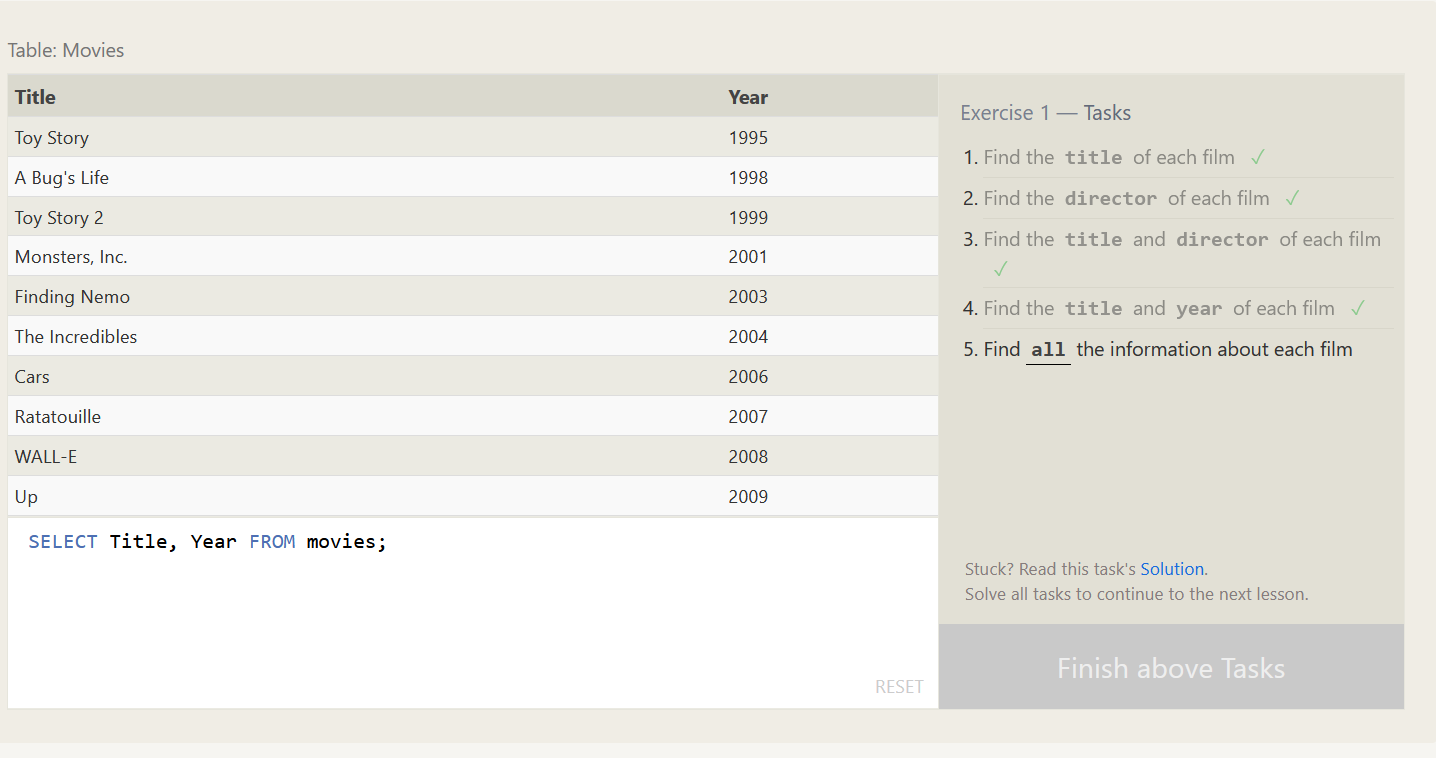 Table: Movies
Title Year
Toy Story 1995
A Bug's Life 1998
Toy Story 2 1999
Monsters, Inc. 2001
Finding Nemo 2003
The Incredibles 2004
Cars 2006
Ratatouille 2007
WALL-E 2008
Up 2009
SELECT Title, Year FROM movies;
RESET
Exercise 1 — Tasks
1. Find the title of each film ✓
2. Find the director of each film ✓
3. Find the title and director of each film
✓
4. Find the title and year of each film ✓
5. Find all the information about each film
Stuck? Read this task's Solution.
Solve all tasks to continue to the next lesson.
Finish above Tasks